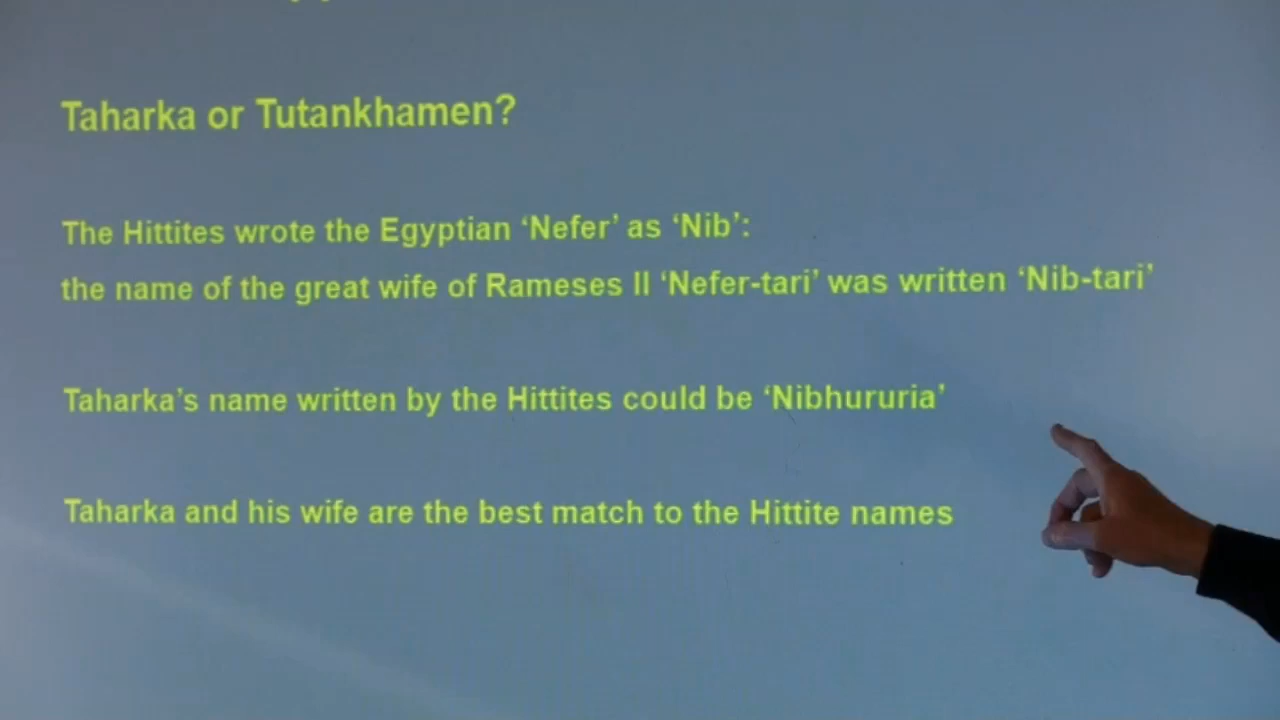 Taharka or Tutankhamen?
The Hittites wrote the Egyptian ‘Nefer’ as ‘Nib’:
the name of the great wife of Rameses II ‘Nefer-tari’ was written ‘Nib-tari’
Taharka’s name written by the Hittites could be ‘Nibhururia’
Taharka and his wife are the best match to the Hittite names